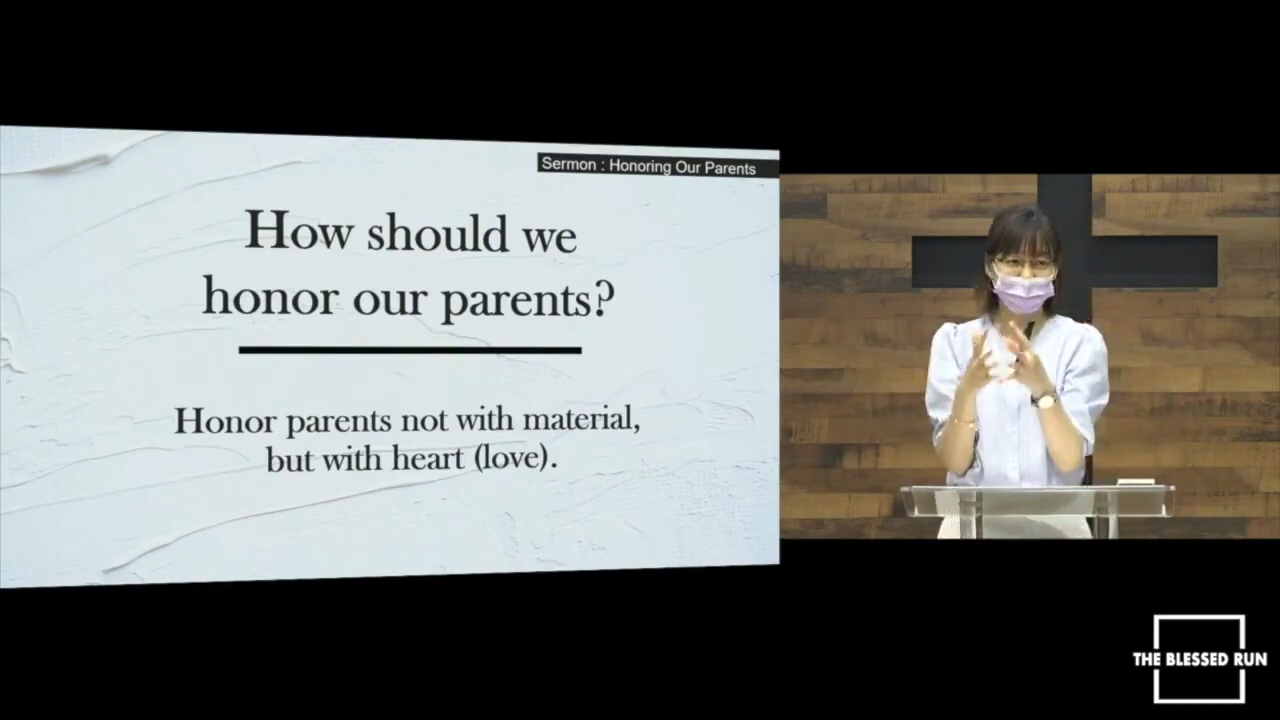 Sermon : Honoring Our Parents
How should we
honor our parents?
Honor parents not with material,
but with heart (love).
THE BLESSED RUN